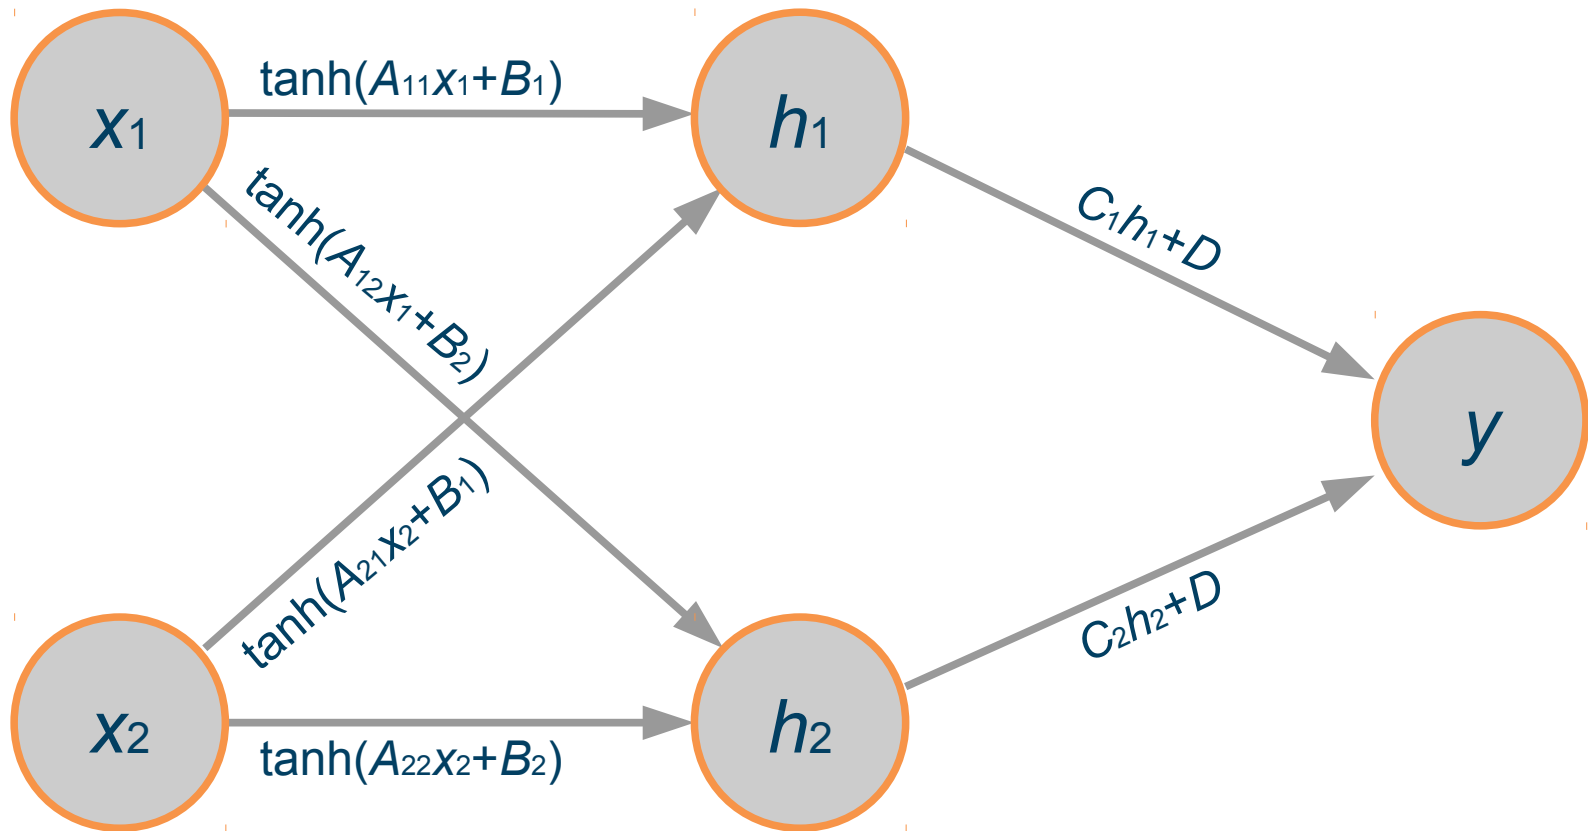 x₁
tanh(A₁₁x₁+B₁)
h₁
tanh(A₁₂x₁+B₂)
C₁h₁+D
y
tanh(A₂₁x₂+B₁)
C₂h₂+D
x₂
tanh(A₂₂x₂+B₂)
h₂